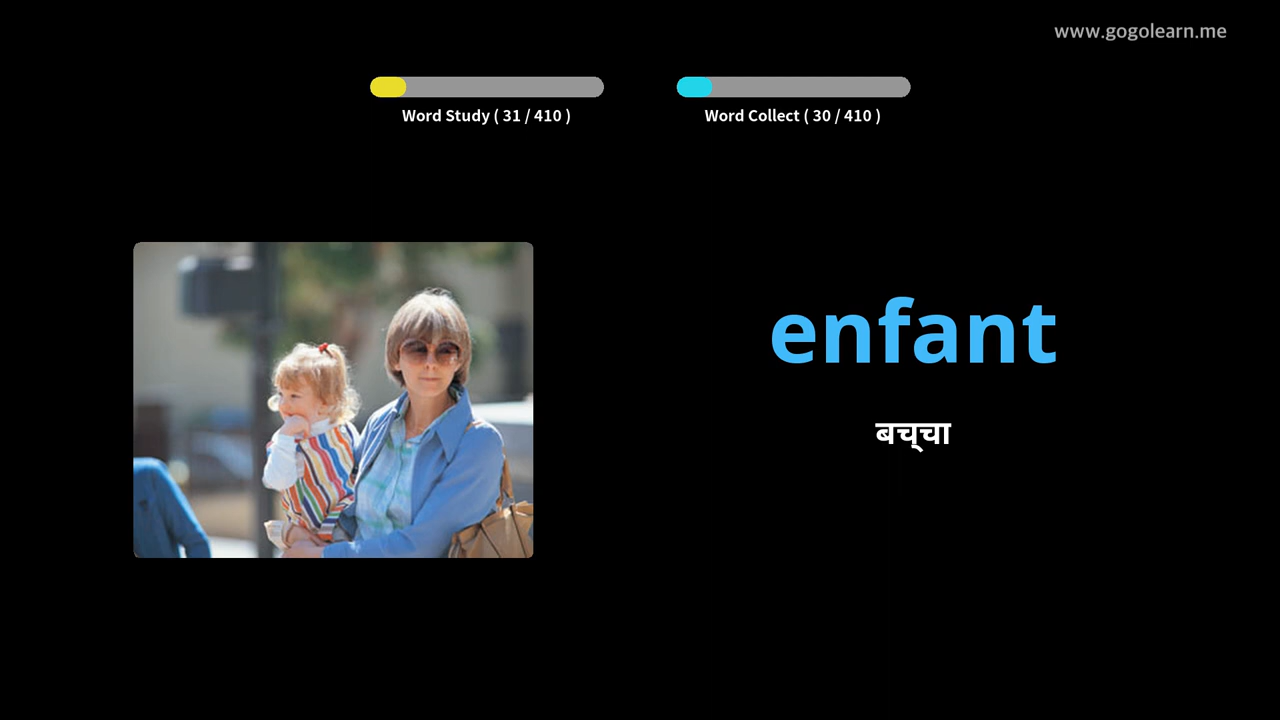 www.gogolearn.me
Word Study ( 31 / 410 )
Word Collect ( 30 / 410 )
enfant
बच्चा